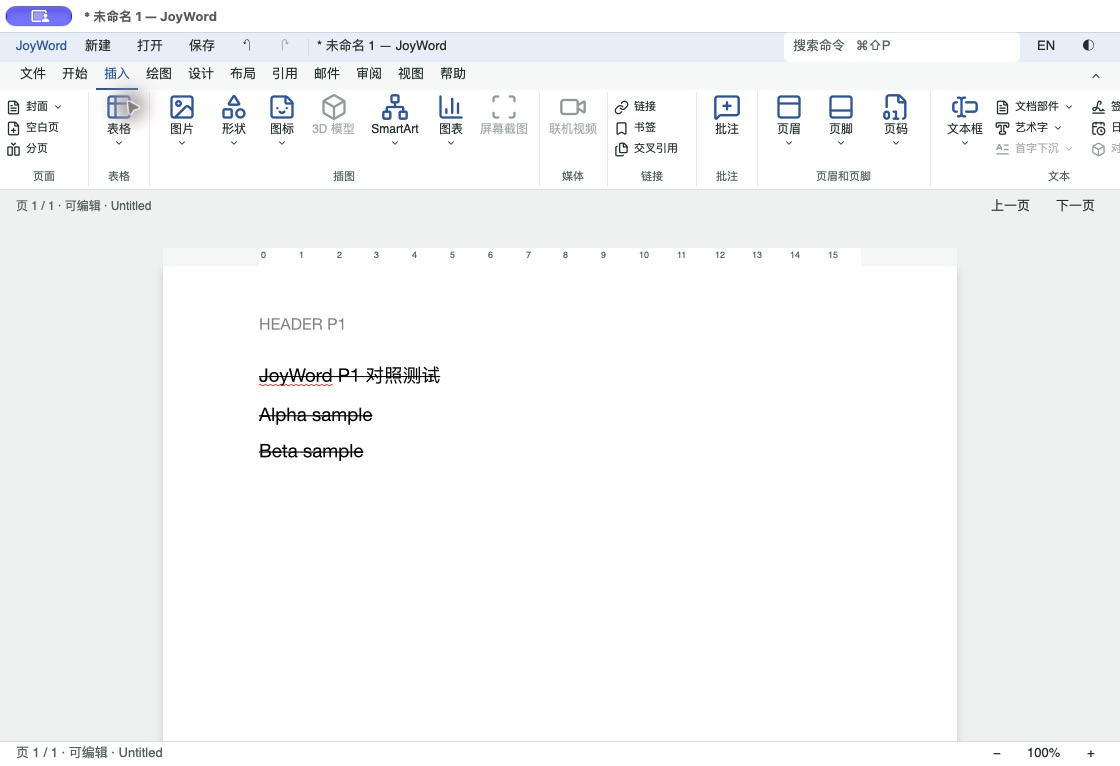 * 未命名 1 — JoyWord
JoyWord 新建 打开 保存 * 未命名 1 — JoyWord 搜索命令 ⌘⇧P EN
文件 开始 插入 绘图 设计 布局 引用 邮件 审阅 视图 帮助
封面 表格 图片 形状 图标 3D 模型 SmartArt 图表 屏幕截图 联机视频 链接 批注 页眉 页脚 页码 文本框 文档部件
空白页 书签 艺术字
分页 交叉引用 首字下沉
页面 表格 插图 媒体 链接 批注 页眉和页脚 文本
页 1 / 1 · 可编辑 · Untitled 上一页 下一页
0 1 2 3 4 5 6 7 8 9 10 11 12 13 14 15
HEADER P1
JoyWord P1 对照测试
Alpha sample
Beta sample
页 1 / 1 · 可编辑 · Untitled − 100% +